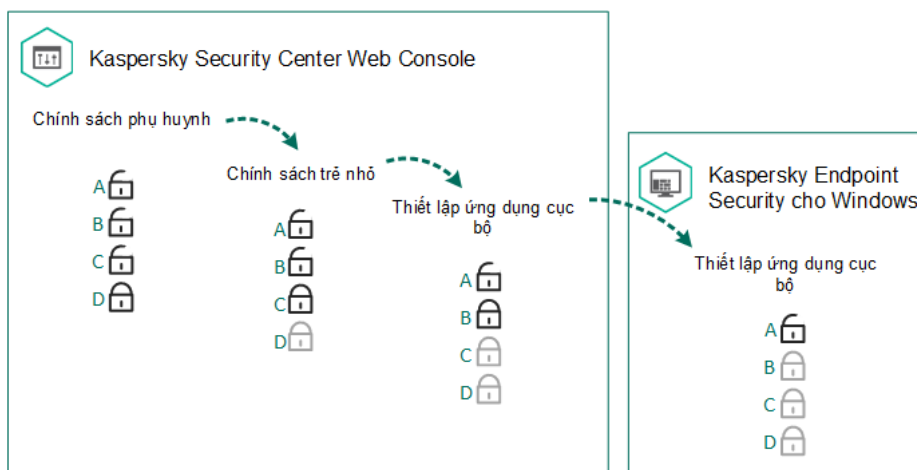 Kaspersky Security Center Web Console
Chính sách phụ huynh
A
B
C
D
Chính sách trẻ nhỏ
A
B
C
D
Thiết lập ứng dụng cục
bộ
A
B
C
D
Kaspersky Endpoint
Security cho Windows
Thiết lập ứng dụng cục
bộ
A
B
C
D